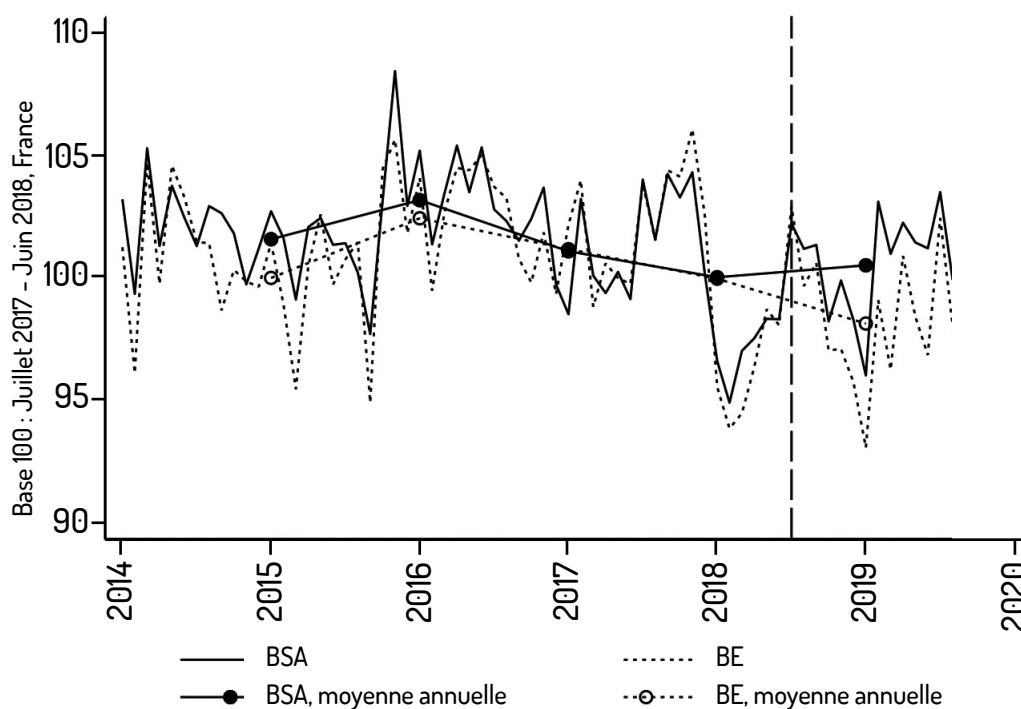 110
105
100
95
90
Base 100 : Juillet 2017 – Juin 2018, France
2014
2015
2016
2017
2018
2019
2020
BSA
BE
BSA, moyenne annuelle
BE, moyenne annuelle